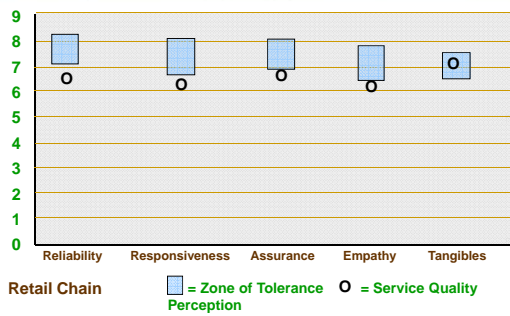 9
8
7
6
5
4
3
2
1
0
O O O O O
Reliability Responsiveness Assurance Empathy Tangibles
Retail Chain = Zone of Tolerance O = Service Quality
Perception